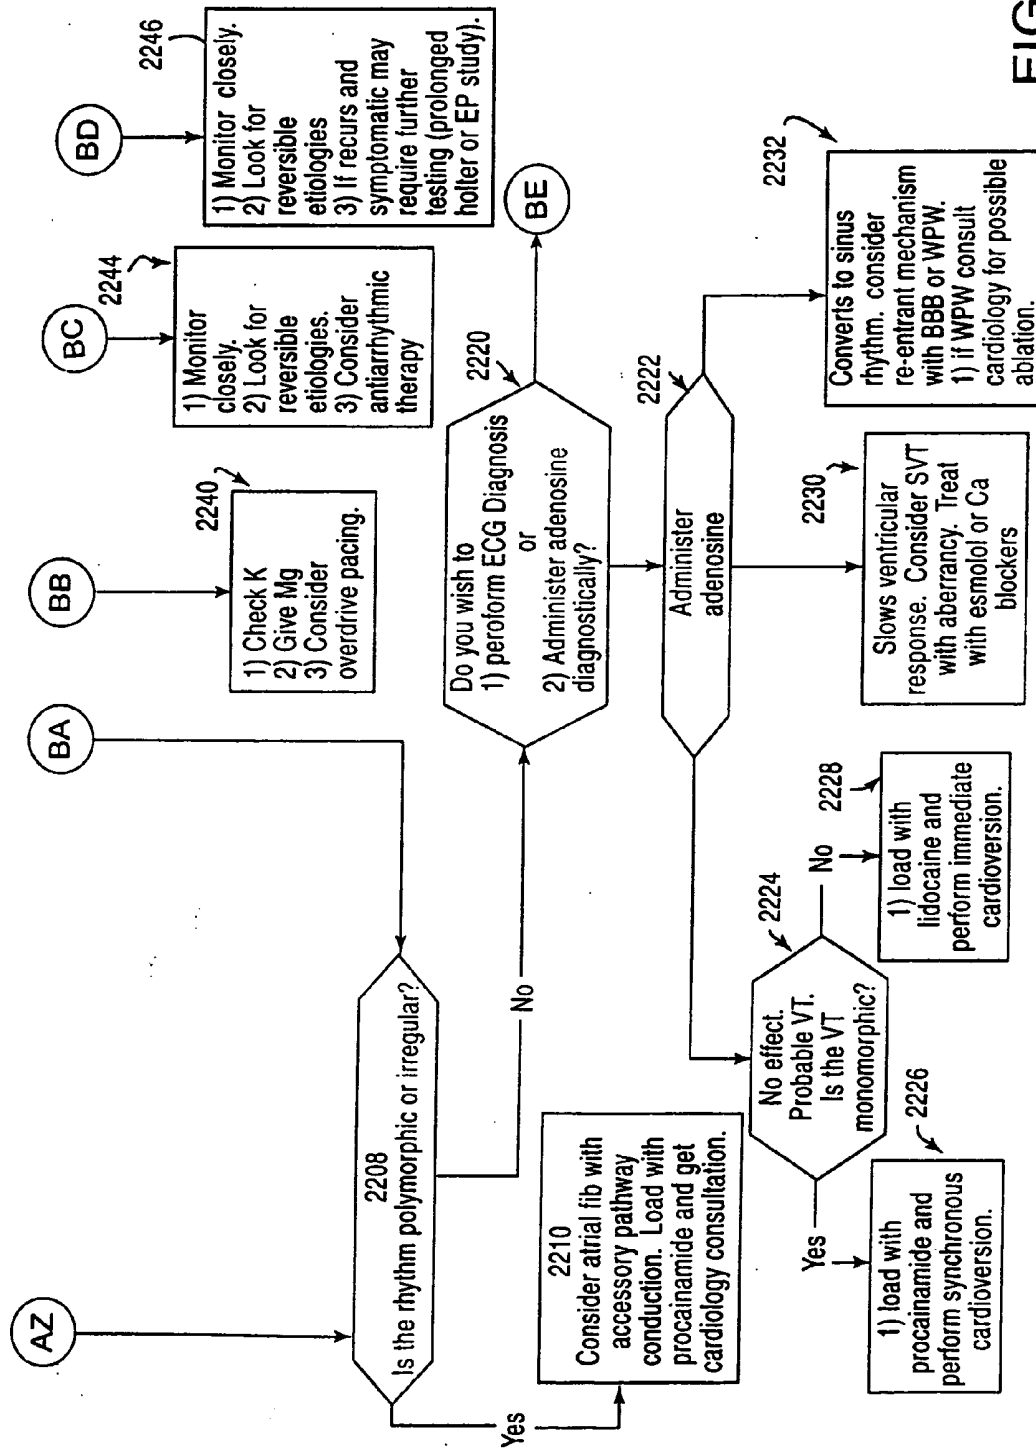 AZ
BA
BB
BC
BD
2208
Is the rhythm polymorphic or irregular?
Yes
No
2210
Consider atrial fib with
accessory pathway
conduction. Load with
procainamide and get
cardiology consultation.
2240
1) Check K
2) Give Mg
3) Consider
overdrive pacing.
2244
1) Monitor
closely.
2) Look for
reversible
etiologies.
3) Consider
antiarrhythmic
therapy
2246
1) Monitor closely.
2) Look for
reversible
etiologies
3) If recurs and
symptomatic may
require further
testing (prolonged
holter or EP study).
2220
Do you wish to
1) peroform ECG Diagnosis
or
2) Administer adenosine
diagnostically?
BE
2222
Administer
adenosine
2224
No effect.
Probable VT.
Is the VT
monomorphic?
Yes
No
2226
1) load with
procainamide and
perform synchronous
cardioversion.
2228
1) load with
lidocaine and
perform immediate
cardioversion.
2230
Slows ventricular
response. Consider SVT
with aberrancy. Treat
with esmolol or Ca
blockers
2232
Converts to sinus
rhythm. consider
re-entrant mechanism
with BBB or WPW.
1) if WPW consult
cardiology for possible
ablation.
FIG